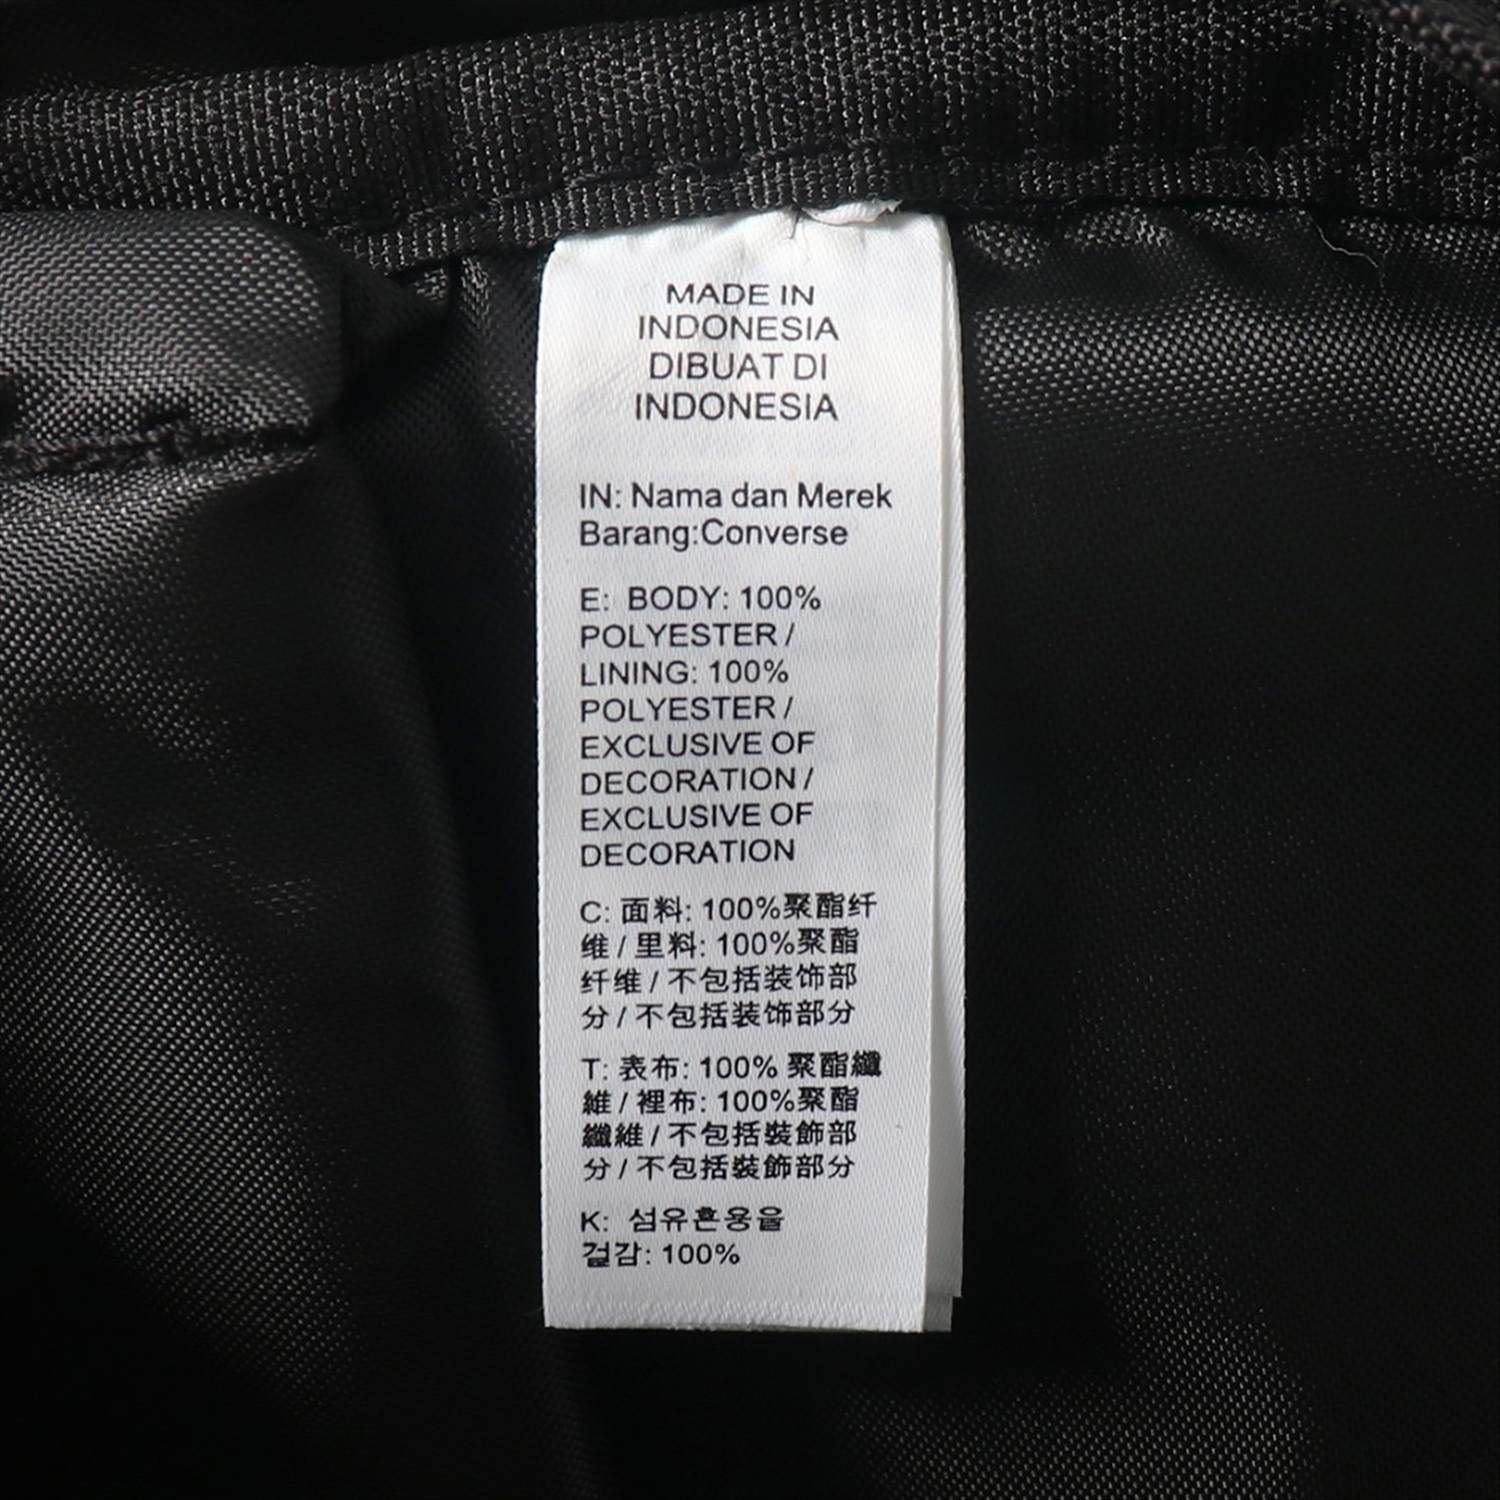 MADE IN
INDONESIA
DIBUAT DI
INDONESIA
IN: Nama dan Merek
Barang:Converse
E: BODY: 100%
POLYESTER /
LINING: 100%
POLYESTER /
EXCLUSIVE OF
DECORATION /
EXCLUSIVE OF
DECORATION
C: 面料: 100%聚酯纤
维 / 里料: 100%聚酯
纤维 / 不包括装饰部
分 / 不包括装饰部分
T: 表布: 100% 聚酯纖
維 / 裡布: 100%聚酯
纖維 / 不包括裝飾部
分 / 不包括裝飾部分
K: 섬유혼용율
겉감: 100%